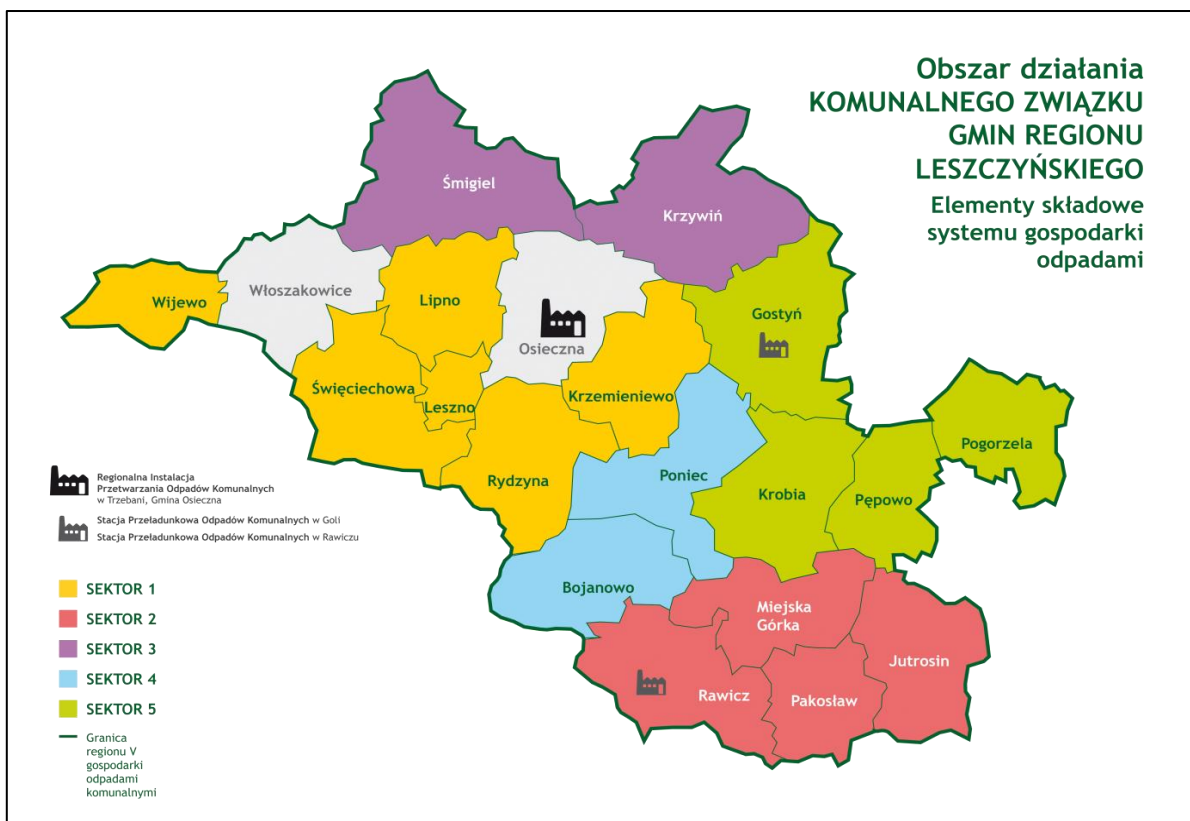 Obszar działania
KOMUNALNEGO ZWIĄZKU
GMIN REGIONU
LESZCZYŃSKIEGO
Elementy składowe
systemu gospodarki
odpadami
Śmigiel
Krzywiń
Wijewo
Włoszakowice
Lipno
Osieczna
Gostyń
Święciechowa
Leszno
Krzemieniewo
Rydzyna
Poniec
Krobia
Pępowo
Pogorzela
Bojanowo
Miejska
Górka
Jutrosin
Rawicz
Pakosław
Regionalna Instalacja
Przetwarzania Odpadów Komunalnych
w Trzebani, Gmina Osieczna
Stacja Przeładunkowa Odpadów Komunalnych w Goli
Stacja Przeładunkowa Odpadów Komunalnych w Rawiczu
SEKTOR 1
SEKTOR 2
SEKTOR 3
SEKTOR 4
SEKTOR 5
Granica
regionu V
gospodarki
odpadami
komunalnymi